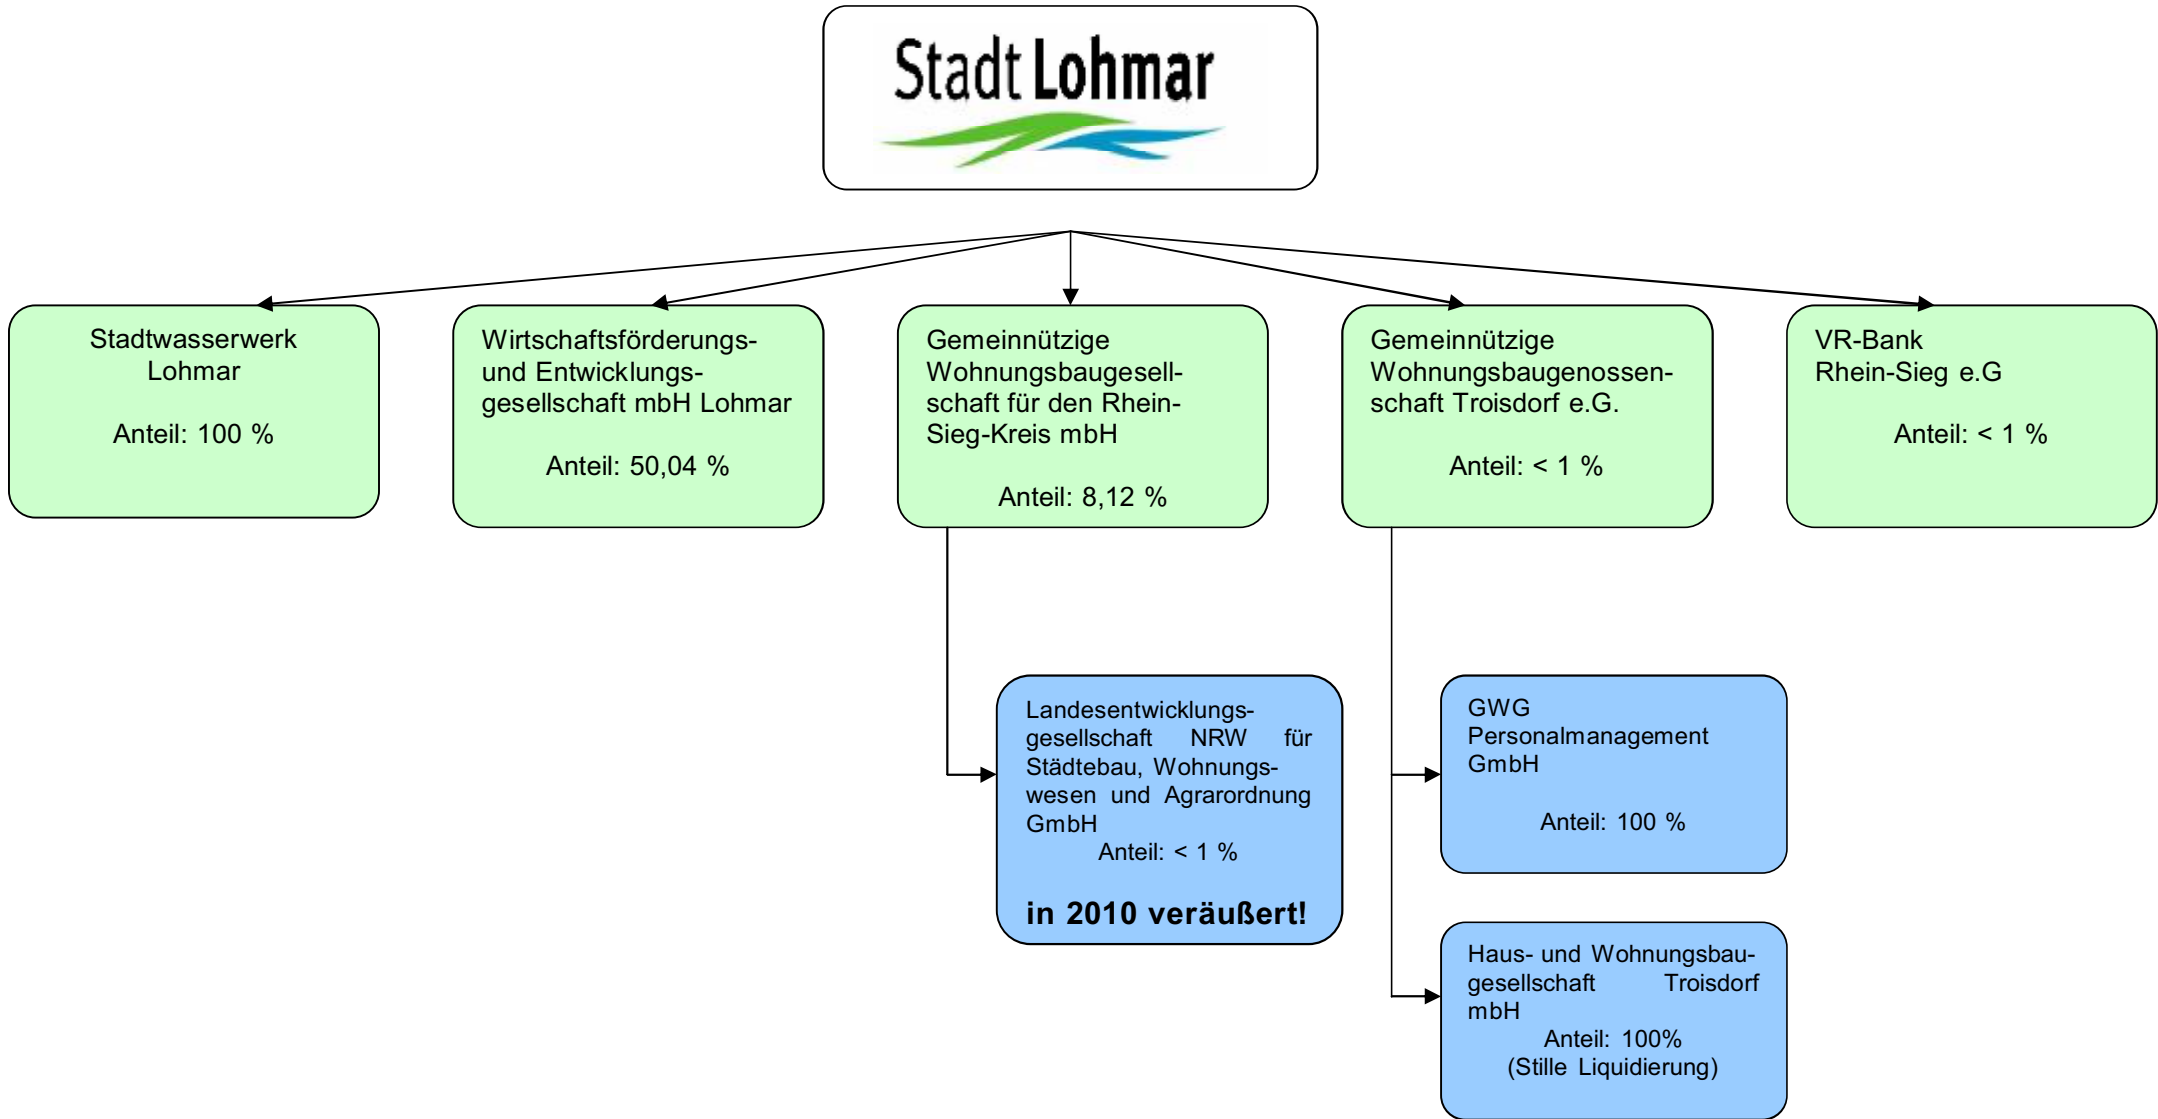 Stadt Lohmar
Stadtwasserwerk
Lohmar
Anteil: 100 %
Wirtschaftsförderungs-
und Entwicklungs-
gesellschaft mbH Lohmar
Anteil: 50,04 %
Gemeinnützige
Wohnungsbaugesell-
schaft für den Rhein-
Sieg-Kreis mbH
Anteil: 8,12 %
Gemeinnützige
Wohnungsbaugenossen-
schaft Troisdorf e.G.
Anteil: < 1 %
VR-Bank
Rhein-Sieg e.G
Anteil: < 1 %
Landesentwicklungs-
gesellschaft NRW für
Städtebau, Wohnungs-
wesen und Agrarordnung
GmbH
Anteil: < 1 %
in 2010 veräußert!
GWG
Personalmanagement
GmbH
Anteil: 100 %
Haus- und Wohnungsbau-
gesellschaft Troisdorf
mbH
Anteil: 100%
(Stille Liquidierung)